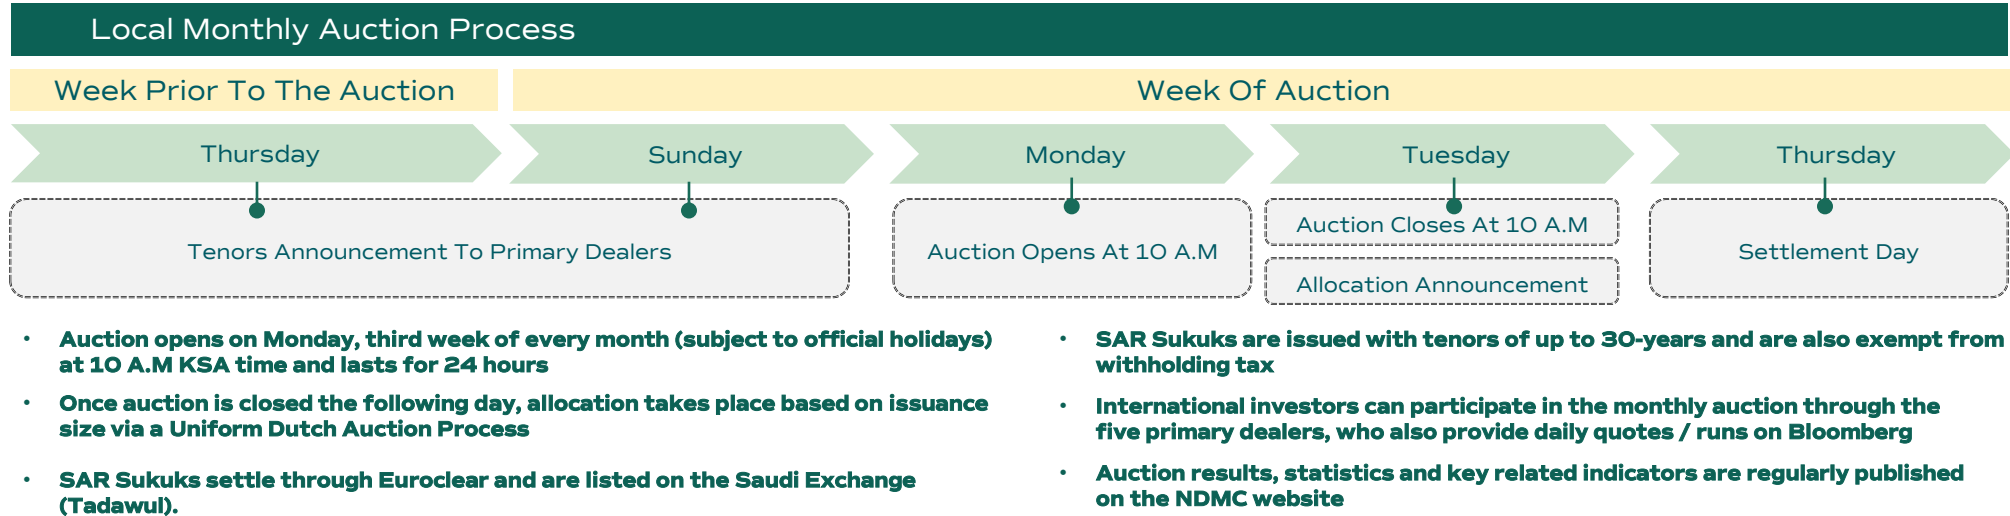 Local Monthly Auction Process
Week Prior To The Auction
Week Of Auction
Thursday
Sunday
Monday
Tuesday
Thursday
Tenors Announcement To Primary Dealers
Auction Opens At 10 A.M
Auction Closes At 10 A.M
Allocation Announcement
Settlement Day
• Auction opens on Monday, third week of every month (subject to official holidays)
at 10 A.M KSA time and lasts for 24 hours
• Once auction is closed the following day, allocation takes place based on issuance
size via a Uniform Dutch Auction Process
• SAR Sukuks settle through Euroclear and are listed on the Saudi Exchange
(Tadawul).
• SAR Sukuks are issued with tenors of up to 30-years and are also exempt from
withholding tax
• International investors can participate in the monthly auction through the
five primary dealers, who also provide daily quotes / runs on Bloomberg
• Auction results, statistics and key related indicators are regularly published
on the NDMC website